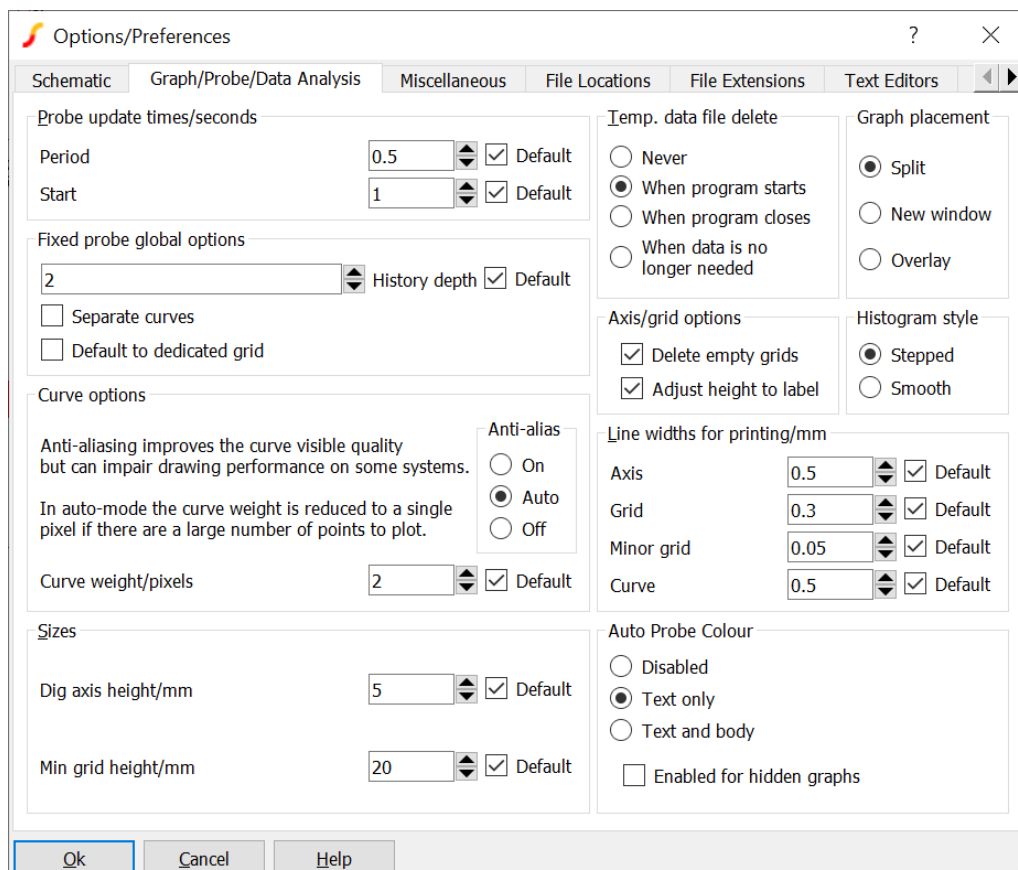 Options/Preferences
?
Schematic
Graph/Probe/Data Analysis
Miscellaneous
File Locations
File Extensions
Text Editors
Probe update times/seconds
Period
0.5
Default
Start
1
Default
Fixed probe global options
2
History depth
Default
Separate curves
Default to dedicated grid
Curve options
Anti-aliasing improves the curve visible quality
but can impair drawing performance on some systems.
In auto-mode the curve weight is reduced to a single
pixel if there are a large number of points to plot.
Anti-alias
On
Auto
Off
Curve weight/pixels
2
Default
Sizes
Dig axis height/mm
5
Default
Min grid height/mm
20
Default
Temp. data file delete
Never
When program starts
When program closes
When data is no
longer needed
Graph placement
Split
New window
Overlay
Axis/grid options
Delete empty grids
Adjust height to label
Histogram style
Stepped
Smooth
Line widths for printing/mm
Axis
0.5
Default
Grid
0.3
Default
Minor grid
0.05
Default
Curve
0.5
Default
Auto Probe Colour
Disabled
Text only
Text and body
Enabled for hidden graphs
Ok
Cancel
Help